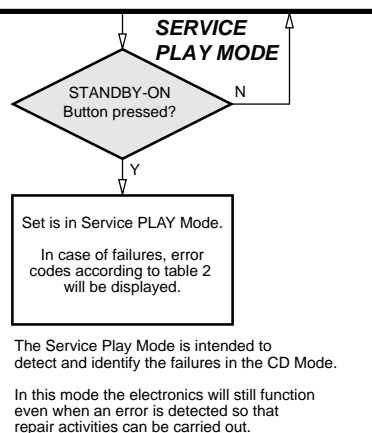 SERVICE
PLAY MODE
STANDBY-ON
Button pressed?
N
Y
Set is in Service PLAY Mode.
In case of failures, error
codes according to table 2
will be displayed.
The Service Play Mode is intended to
detect and identify the failures in the CD Mode.
In this mode the electronics will still function
even when an error is detected so that
repair activities can be carried out.